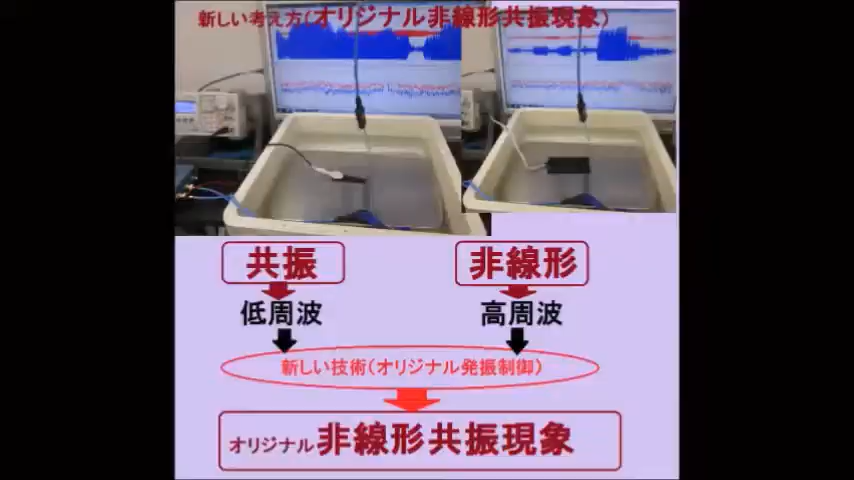 新しい考え方(オリジナル非線形共振現象)
共振
非線形
低周波
高周波
新しい技術(オリジナル発振制御)
オリジナル非線形共振現象